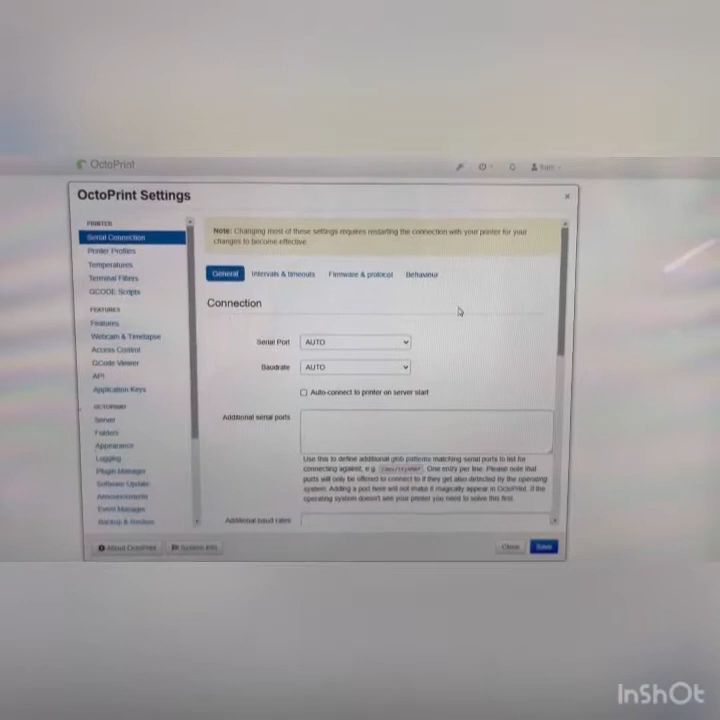 OctoPrint
OctoPrint Settings
×
PRINTER
Serial Connection
Printer Profiles
Temperatures
Terminal Filters
GCODE Scripts
FEATURES
Features
Webcam & Timelapse
Access Control
GCode Viewer
API
Application Keys
OCTOPRINT
Server
Folders
Appearance
Logging
Plugin Manager
Software Update
Announcements
Event Manager
Backup & Restore
Note: Changing most of these settings requires restarting the connection with your printer for your
changes to become effective.
General Intervals & timeouts Firmware & protocol Behaviour
Connection
Serial Port AUTO
Baudrate AUTO
Auto-connect to printer on server start
Additional serial ports
Use this to define additional glob patterns matching serial ports to list for
connecting against, e.g. One entry per line. Please note that
ports will only be offered to connect to if they get also detected by the operating
system. Adding a port here will not make it magically appear in OctoPrint. If the
operating system doesn't see your printer you need to solve this first.
Additional baud rates
About OctoPrint System info
Close Save
InShOt